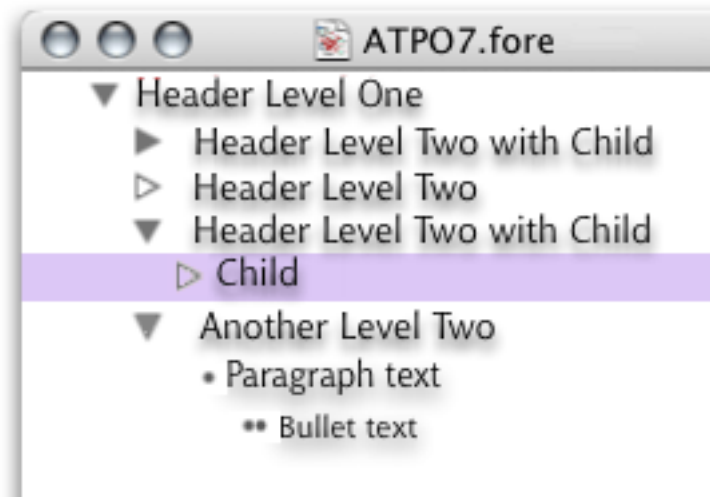 ATPO7.fore
Header Level One
Header Level Two with Child
Header Level Two
Header Level Two with Child
Child
Another Level Two
• Paragraph text
•• Bullet text